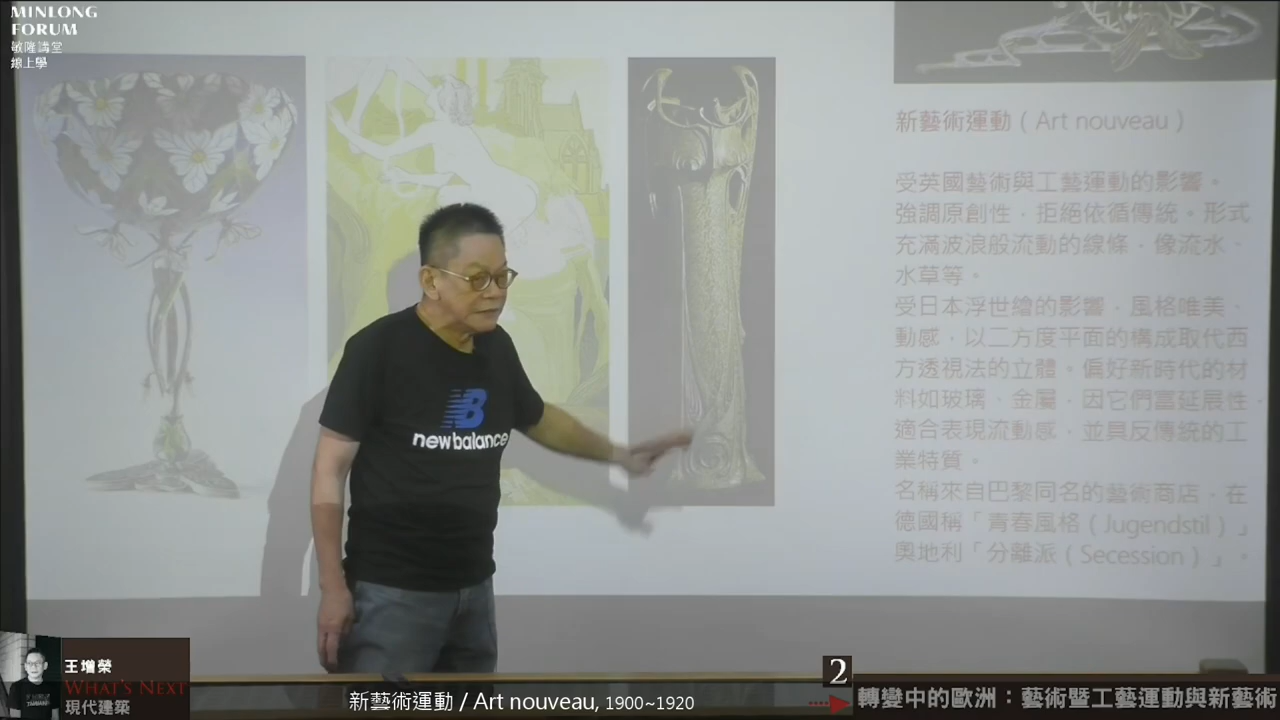 MINLONG
FORUM
敏隆講堂
線上學
新藝術運動（Art nouveau）
受英國藝術與工藝運動的影響。
強調原創性，拒絕依循傳統。形式
充滿波浪般流動的線條，像流水、
水草等。
受日本浮世繪的影響，風格唯美、
動感，以二方度平面的構成取代西
方透視法的立體。偏好新時代的材
料如玻璃、金屬，因它們富延展性，
適合表現流動感，並具反傳統的工
業特質。
名稱來自巴黎同名的藝術商店，在
德國稱「青春風格（Jugendstil）」
奧地利「分離派（Secession）」。
new balance
王增榮
WHAT'S NEXT
現代建築
新藝術運動 / Art nouveau, 1900~1920
2
轉變中的歐洲：藝術暨工藝運動與新藝術